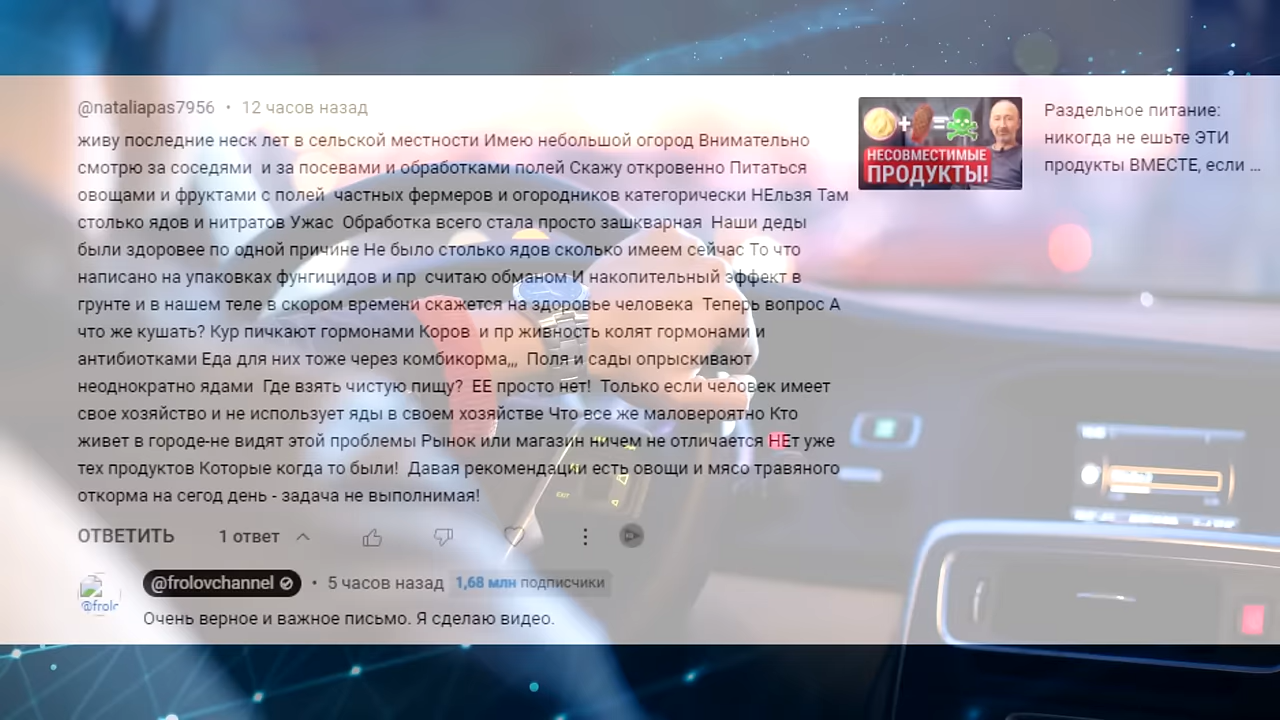 @nataliapas7956 • 12 часов назад
живу последние неск лет в сельской местности Имею небольшой огород Внимательно
смотрю за соседями и за посевами и обработками полей Скажу откровенно Питаться
овощами и фруктами с полей частных фермеров и огородников категорически НЕльзя Там
столько ядов и нитратов Ужас Обработка всего стала просто зашкварная Наши деды
были здоровее по одной причине Не было столько ядов сколько имеем сейчас То что
написано на упаковках фунгицидов и пр считаю обманом И накопительный эффект в
грунте и в нашем теле в скором времени скажется на здоровье человека Теперь вопрос А
что же кушать? Кур пичкают гормонами Коров и пр живность колят гормонами и
антибиотками Еда для них тоже через комбикорма,,, Поля и сады опрыскивают
неоднократно ядами Где взять чистую пищу? ЕЕ просто нет! Только если человек имеет
свое хозяйство и не использует яды в своем хозяйстве Что все же маловероятно Кто
живет в городе-не видят этой проблемы Рынок или магазин ничем не отличается НЕт уже
тех продуктов Которые когда то были! Давая рекомендации есть овощи и мясо травяного
откорма на сегод день - задача не выполнимая!
ОТВЕТИТЬ 1 ответ
@frolovchannel • 5 часов назад 1,68 млн подписчики
@frolc
Очень верное и важное письмо. Я сделаю видео.
НЕСОВМЕСТИМЫЕ
ПРОДУКТЫ!
Раздельное питание:
никогда не ешьте ЭТИ
продукты ВМЕСТЕ, если ...
EXIT